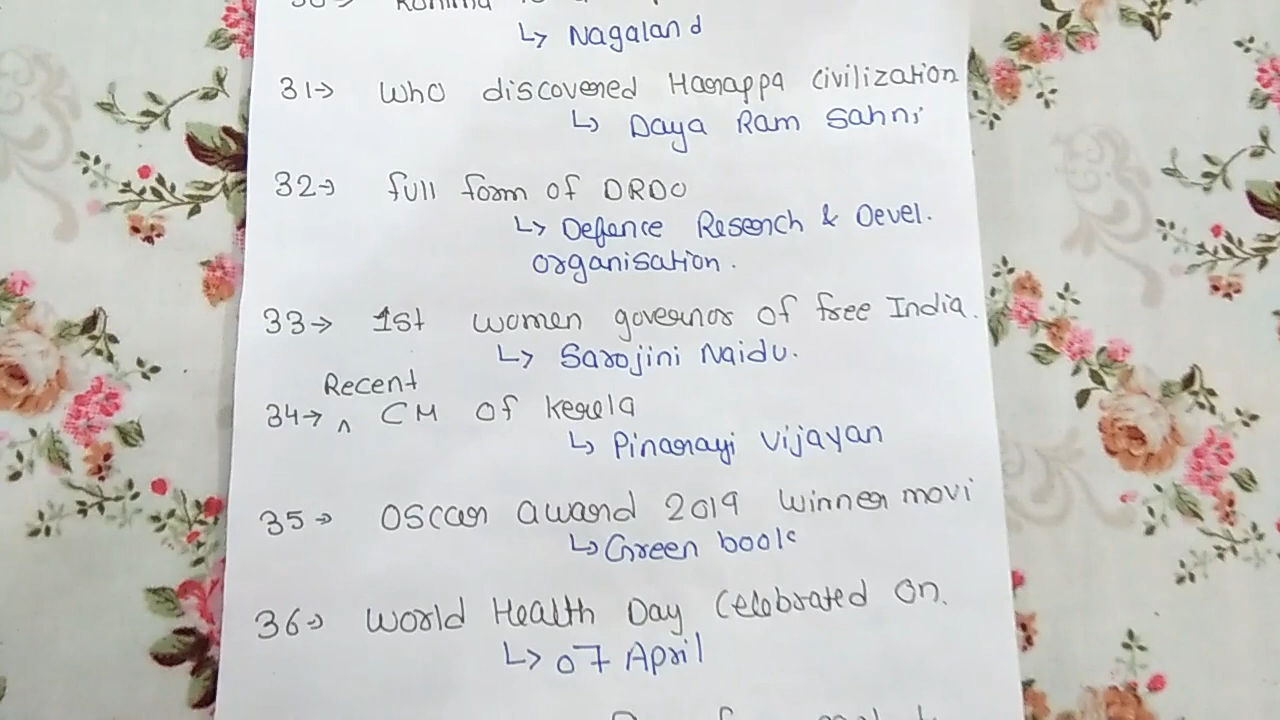 ↳ Nagaland
31→ Who discovered Harappa Civilization
↳ Daya Ram Sahni
32→ full form of DRDO
↳ Defence Reserch & Devel.
organisation.
33→ 1st women governor of free India.
↳ Sarojini Naidu.
Recent
34→ ^ CM of kerela
↳ Pinarayi Vijayan
35→ Oscar award 2019 Winner movi
↳ Green book
36→ World Health Day Celebrated On.
↳ 07 April